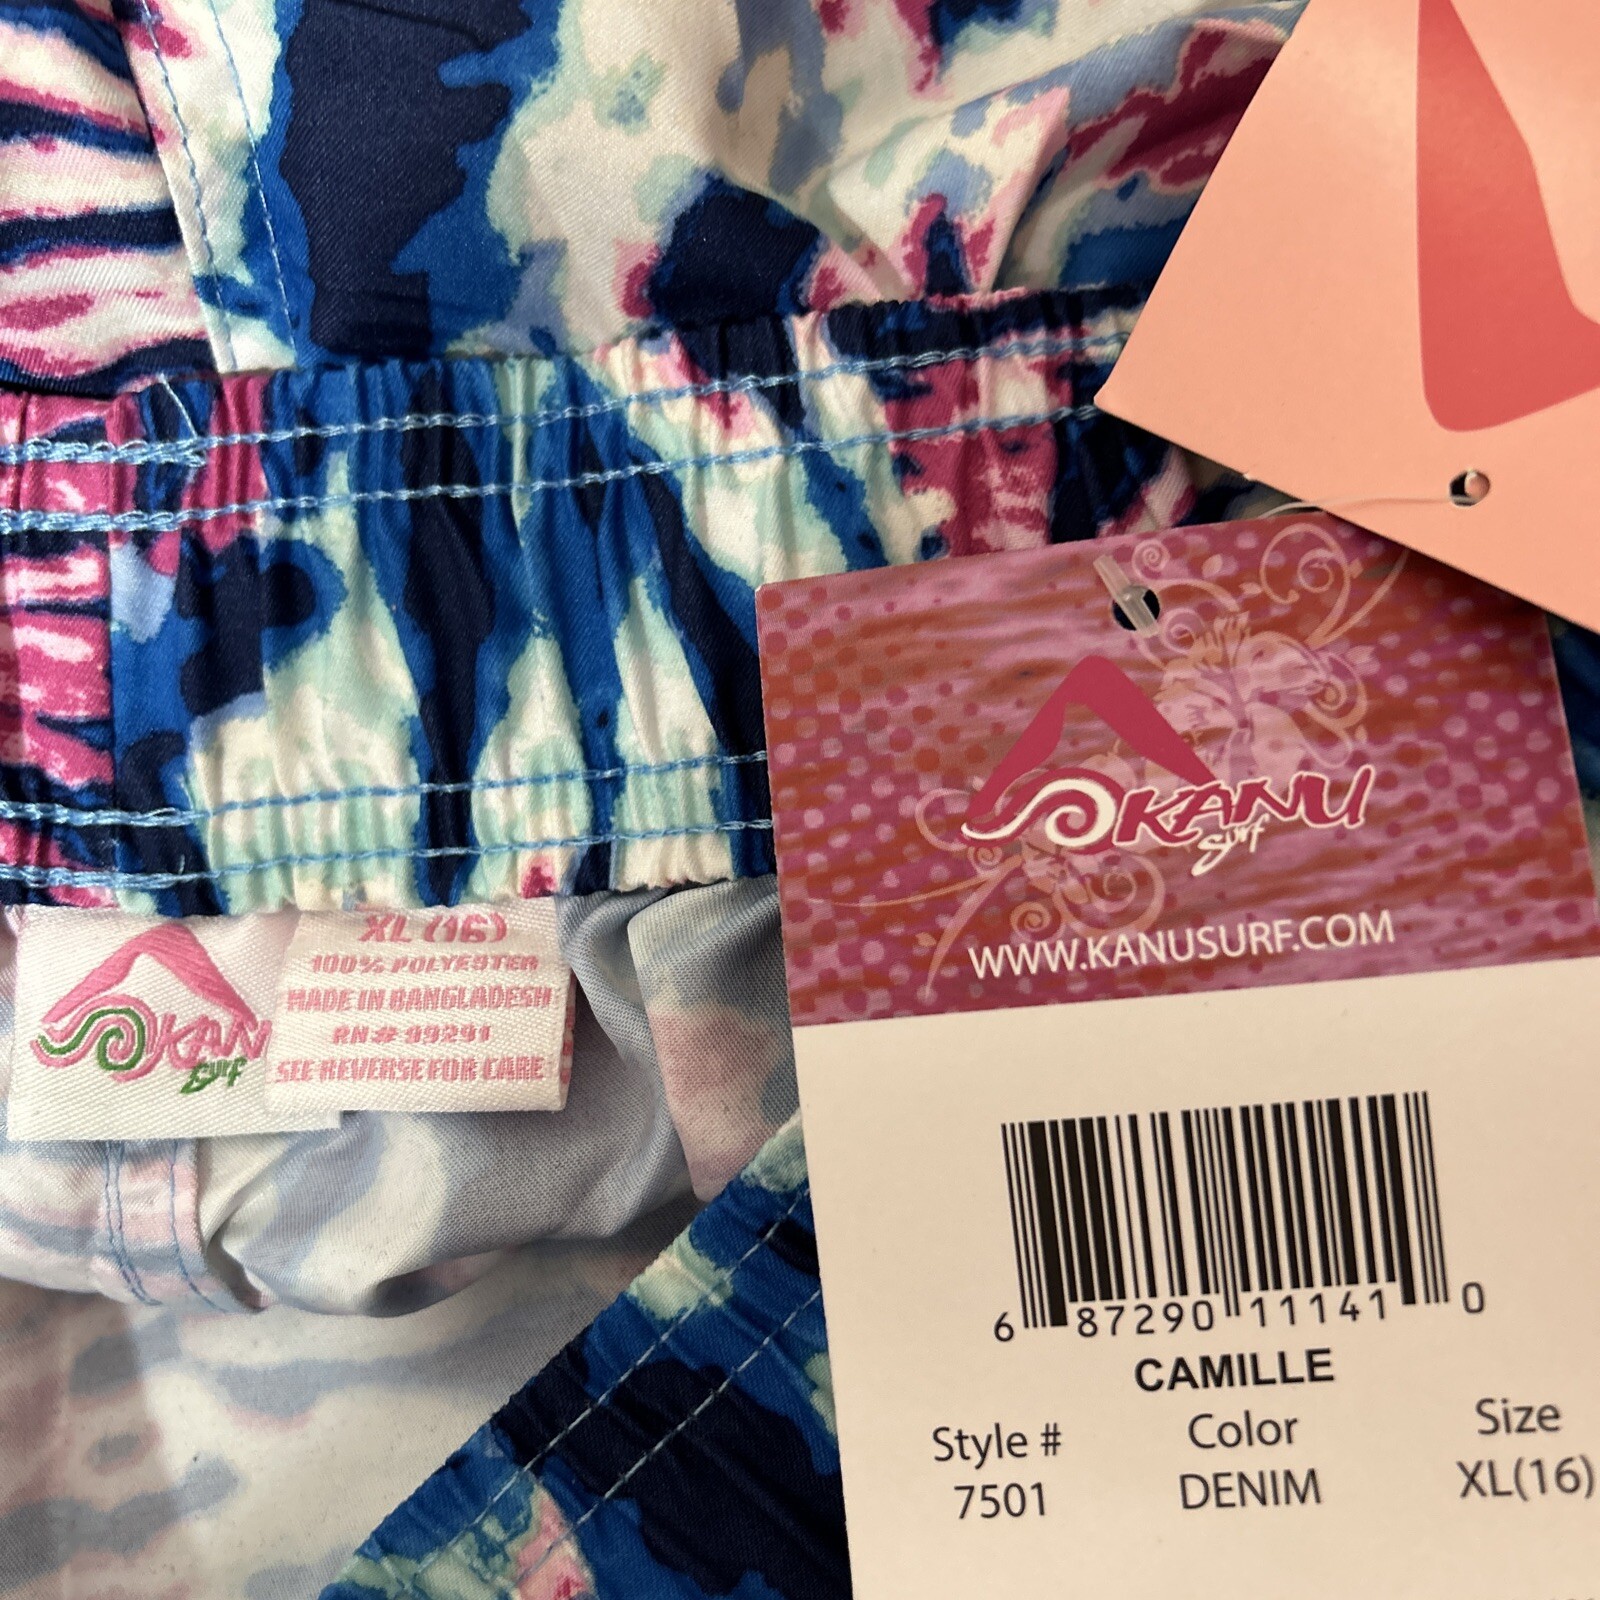 KANU
surf
WWW.KANUSURF.COM
6 87290 11141 0
CAMILLE
Style # Color Size
7501 DENIM XL(16)
KAN
surf
XL (16)
100% POLYESTER
MADE IN BANGLADESH
RN# 99291
SEE REVERSE FOR CARE